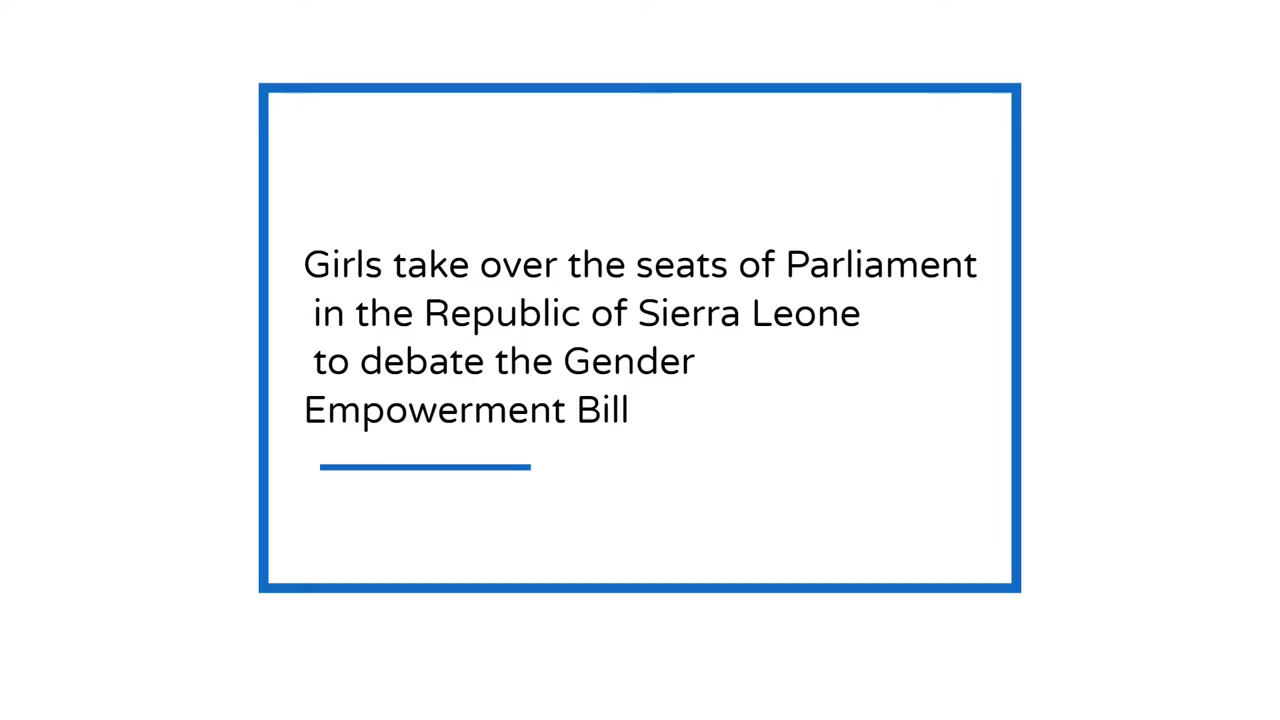 Girls take over the seats of Parliament
in the Republic of Sierra Leone
to debate the Gender
Empowerment Bill